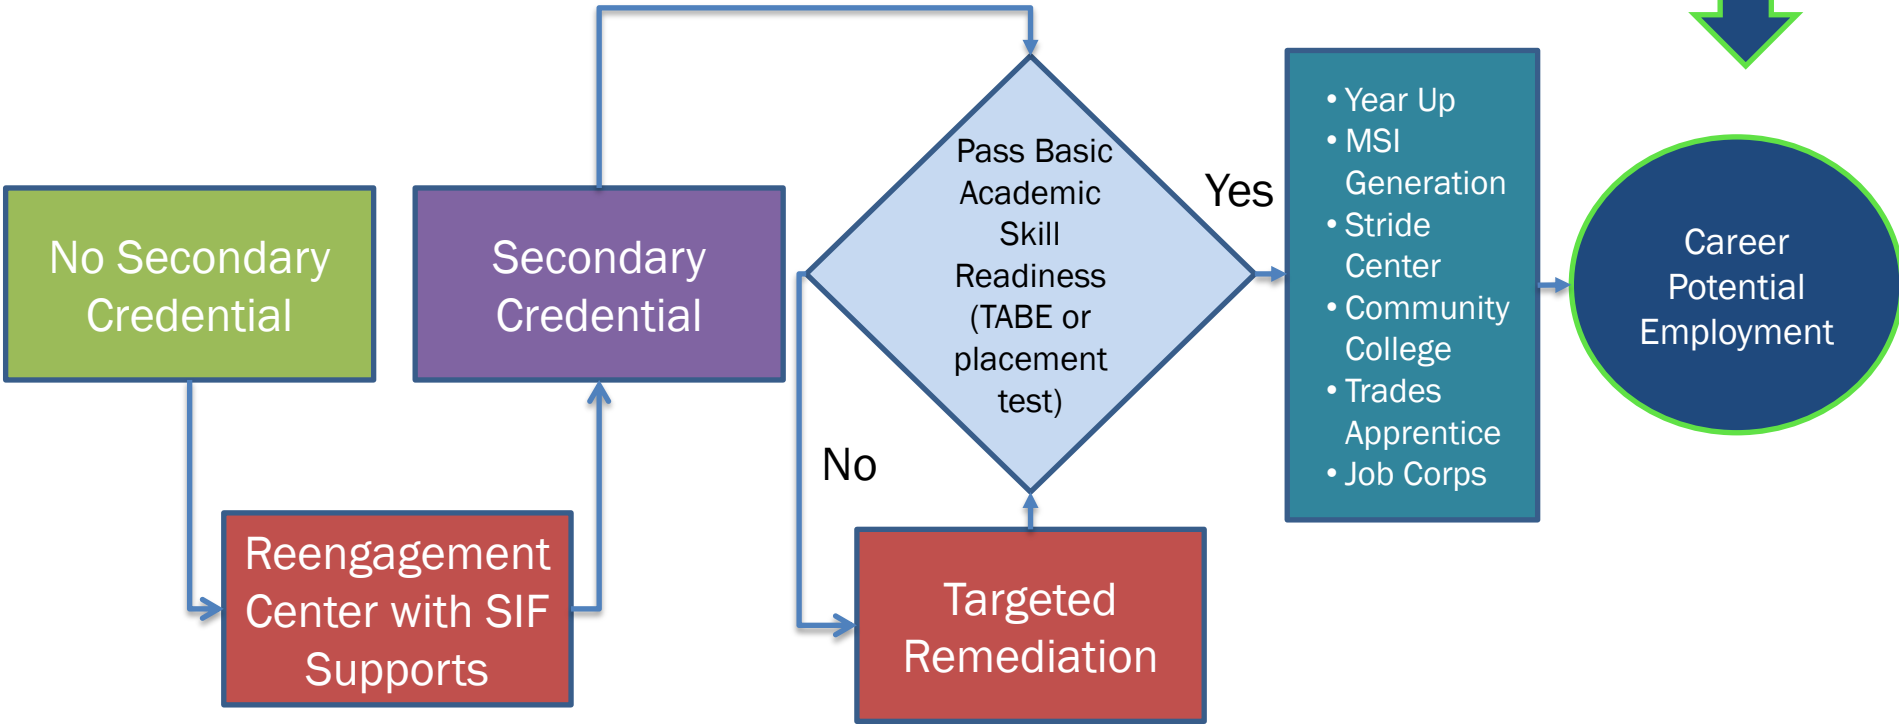 No Secondary
Credential
Reengagement
Center with SIF
Supports
Secondary
Credential
Pass Basic
Academic
Skill
Readiness
(TABE or
placement
test)
No
Targeted
Remediation
Yes
• Year Up
• MSI
Generation
• Stride
Center
• Community
College
• Trades
Apprentice
• Job Corps
Career
Potential
Employment